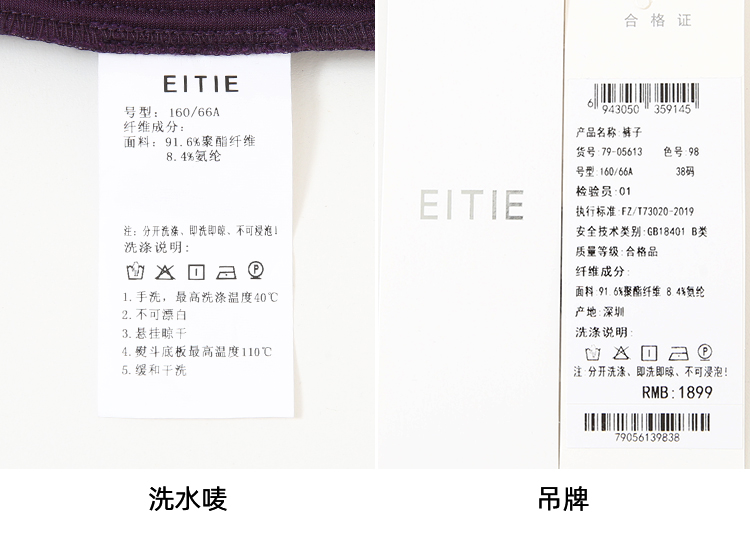 EITIE
号型: 160/66A
纤维成分:
面料: 91.6%聚酯纤维
8.4%氨纶
注: 分开洗涤、即洗即晾、不可浸泡!
洗涤说明:
1.手洗，最高洗涤温度40℃
2.不可漂白
3.悬挂晾干
4.熨斗底板最高温度110℃
5.缓和干洗
洗水唛
EITIE
合格证
6 943050 359145
产品名称:裤子
货号:79-05613 色号:98
号型:160/66A 38码
检验员:01
执行标准:FZ/T73020-2019
安全技术类别:GB18401 B类
质量等级:合格品
纤维成分:
面料:91.6%聚酯纤维 8.4%氨纶
产地:深圳
洗涤说明:
注:分开洗涤、即洗即晾、不可浸泡!
RMB:1899
79056139838
吊牌